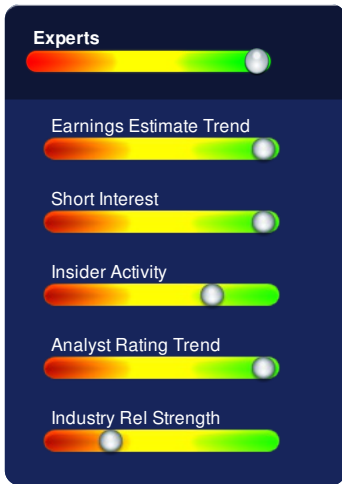 Experts
Earnings Estimate Trend
Short Interest
Insider Activity
Analyst Rating Trend
Industry Rel Strength